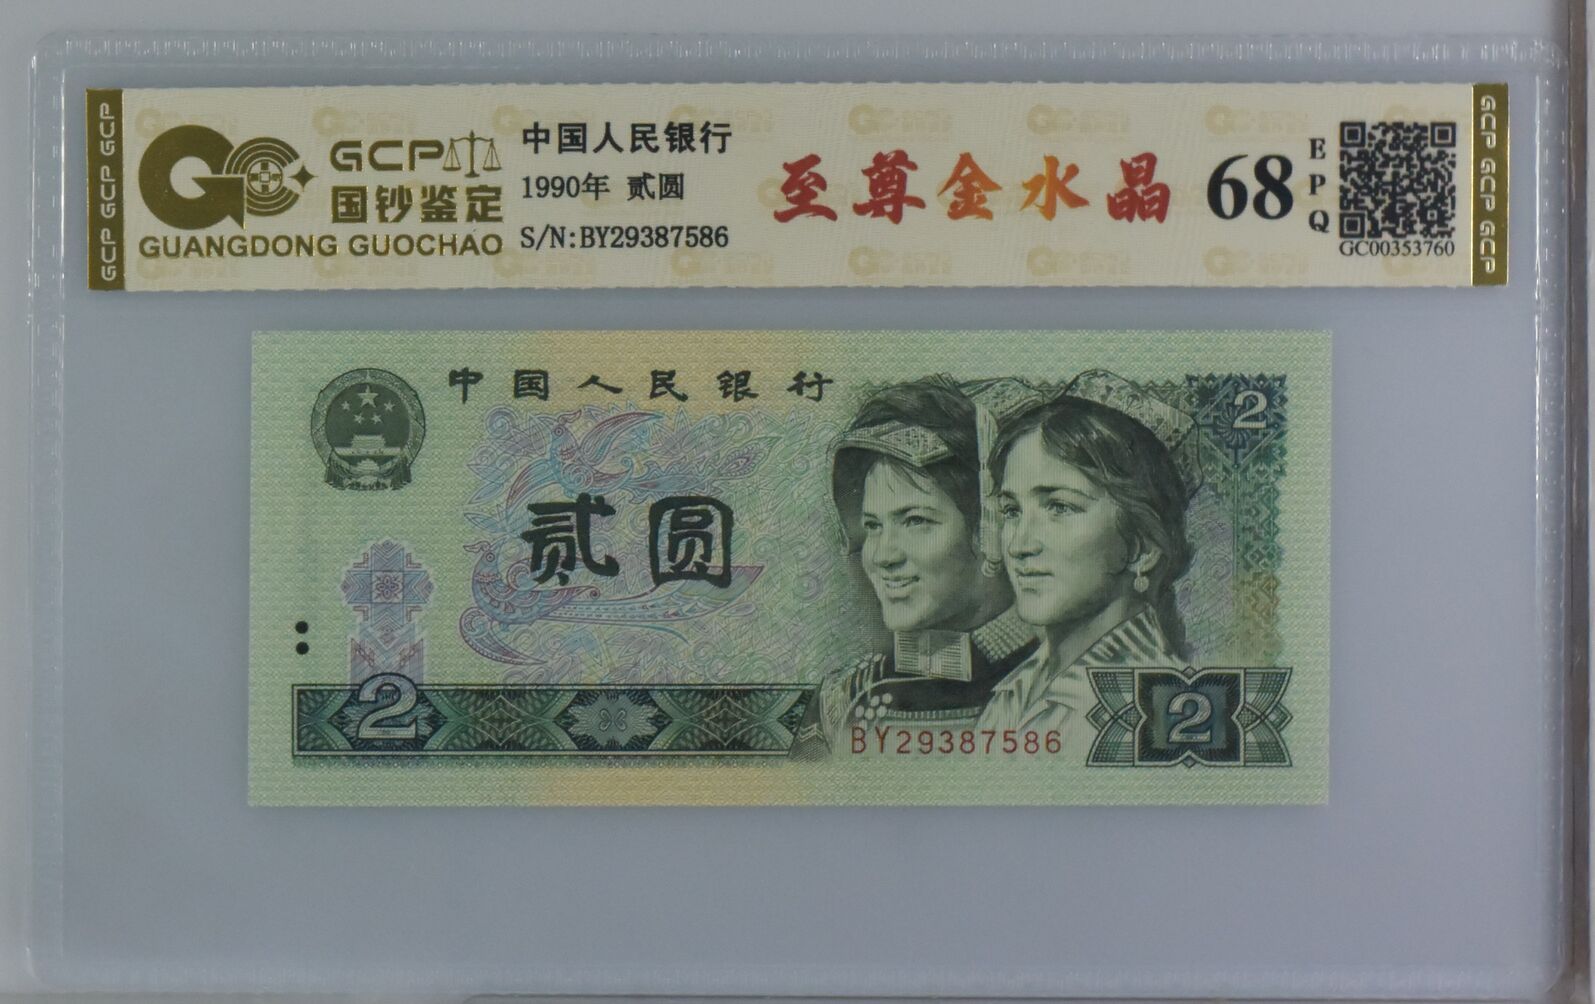 GCP GCP GCP
GCP
国钞鉴定
GUANGDONG GUOCHAO
中国人民银行
1990年 贰圆
S/N:BY29387586
至尊金水晶
68
EPQ
GC00353760
GCP GCP GCP
中国人民银行
2
贰圆
2
BY29387586
2